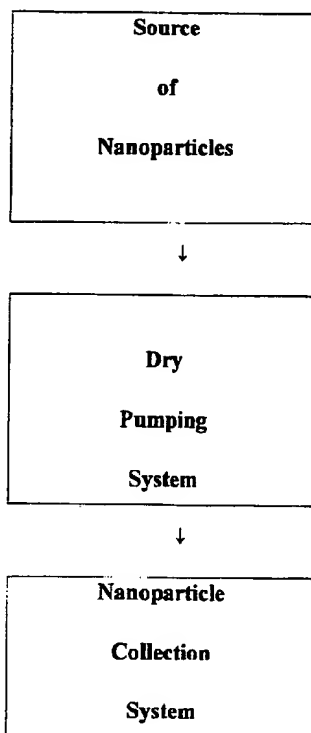 Source
of
Nanoparticles
↓
Dry
Pumping
System
↓
Nanoparticle
Collection
System